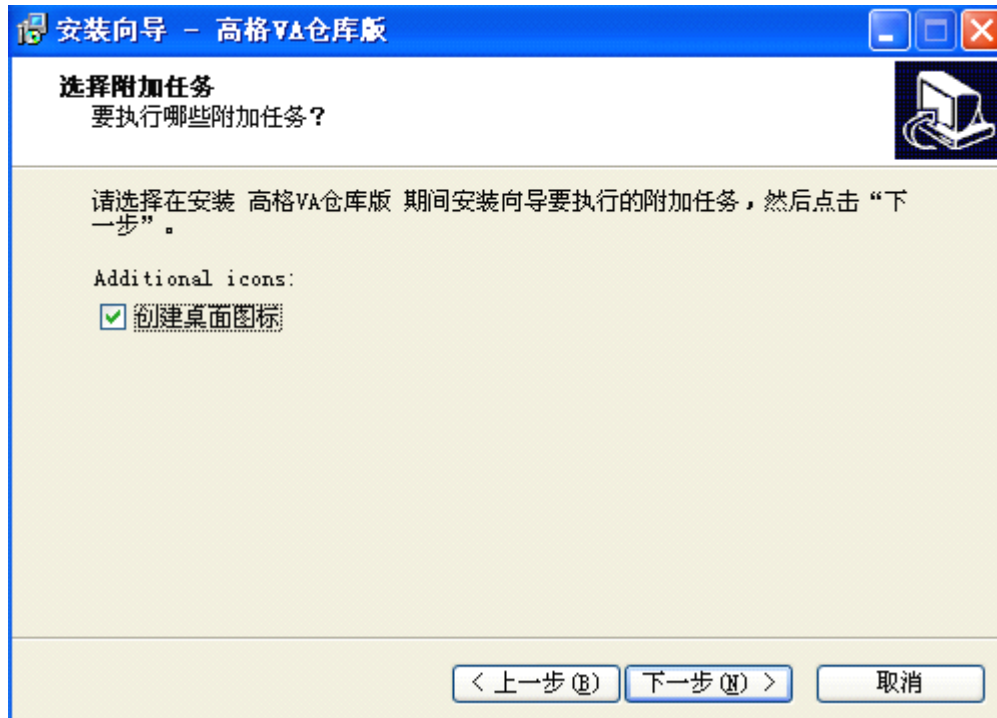 安装向导 - 高格VA仓库版
选择附加任务
要执行哪些附加任务?
请选择在安装 高格VA仓库版 期间安装向导要执行的附加任务，然后点击“下
一步”。
Additional icons:
创建桌面图标
< 上一步(B)
下一步(N) >
取消